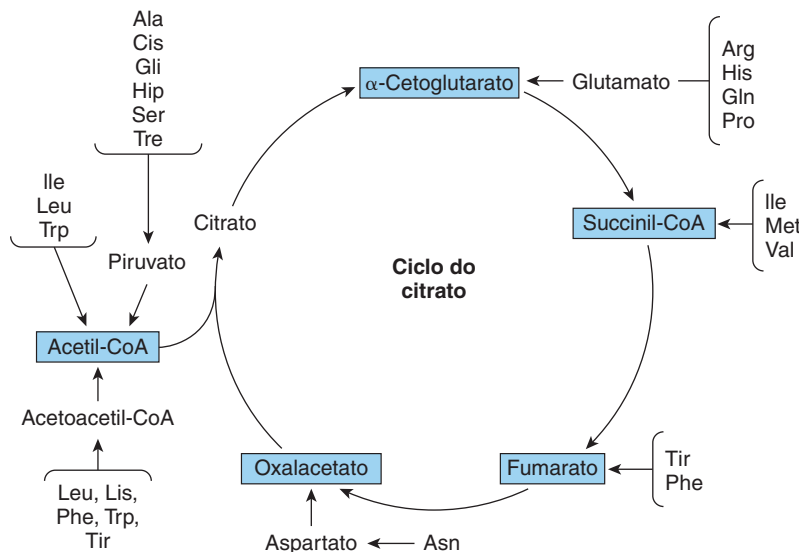 Ala
Cis
Gli
Hip
Ser
Tre
Ile
Leu
Trp
Piruvato
Citrato
α-Cetoglutarato
Glutamato
Arg
His
Gln
Pro
Succinil-CoA
Ile
Met
Val
Ciclo do
citrato
Acetil-CoA
Acetoacetil-CoA
Leu, Lis,
Phe, Trp,
Tir
Oxalacetato
Fumarato
Tir
Phe
Aspartato
Asn